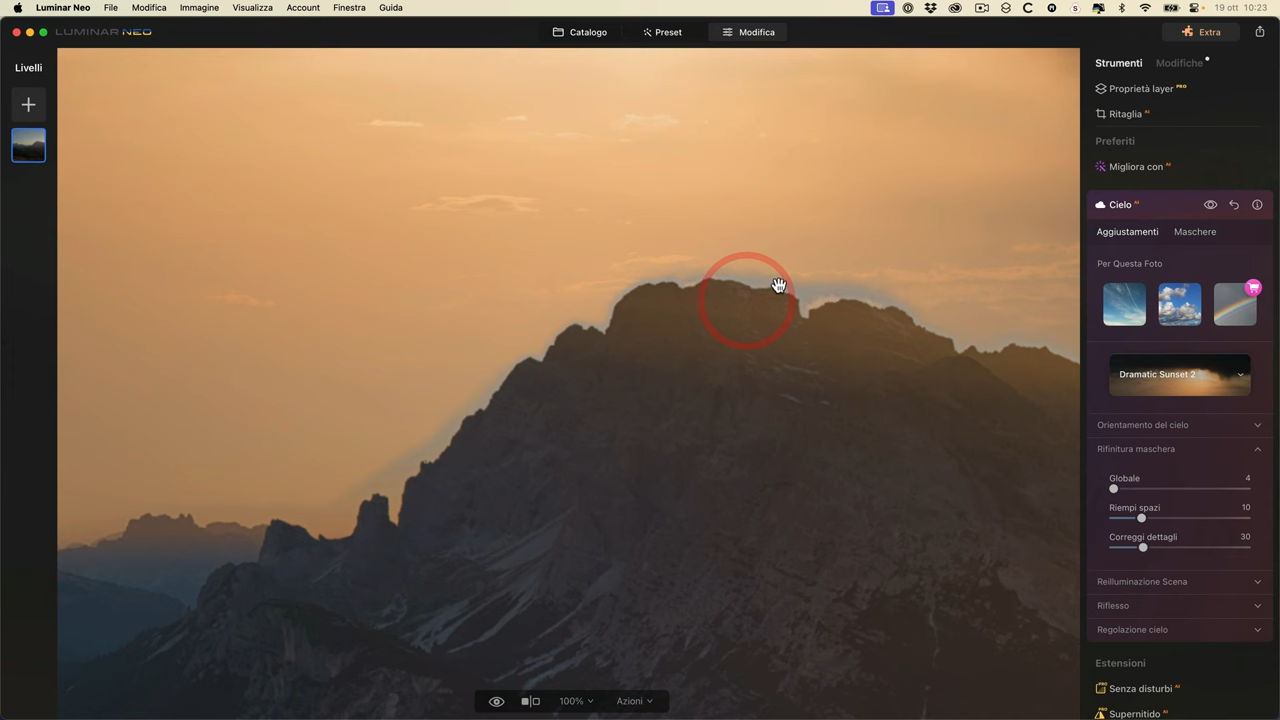 Luminar Neo File Modifica Immagine Visualizza Account Finestra Guida 19 ott 10:23
LUMINAR NEO Catalogo Preset Modifica Extra
Livelli
Strumenti Modifiche
Proprietà layer PRO
Ritaglia AI
Preferiti
Migliora con AI
Cielo AI
Aggiustamenti Maschere
Per Questa Foto
Dramatic Sunset 2
Orientamento del cielo
Rifinitura maschera
Globale 4
Riempi spazi 10
Correggi dettagli 30
Reilluminazione Scena
Riflesso
Regolazione cielo
Estensioni
PRO Senza disturbi AI
PRO Supernitido AI
100% Azioni